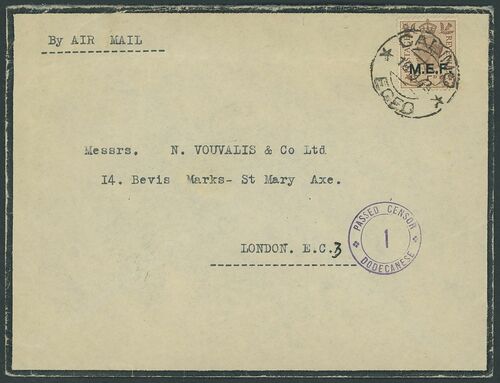 By AIR MAIL
M.E.F.
EGEO
Messrs. N. VOUVALIS & Co Ltd
14. Bevis Marks- St Mary Axe.
LONDON. E.C.3
PASSED CENSOR
1
DODECANESE